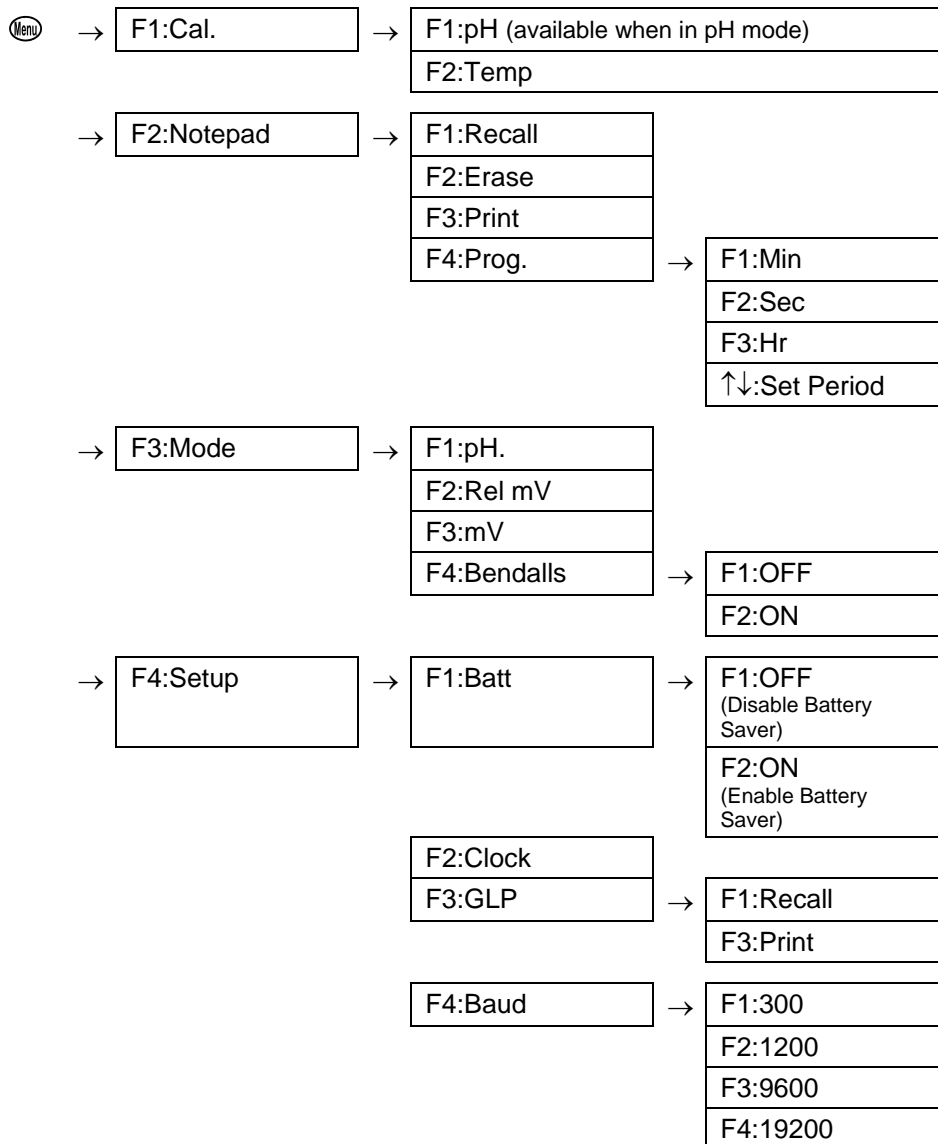 Menu → F1:Cal. → F1:pH (available when in pH mode)
F2:Temp
→ F2:Notepad → F1:Recall
F2:Erase
F3:Print
F4:Prog. → F1:Min
F2:Sec
F3:Hr
↑↓:Set Period
→ F3:Mode → F1:pH.
F2:Rel mV
F3:mV
F4:Bendalls → F1:OFF
F2:ON
→ F4:Setup → F1:Batt → F1:OFF
(Disable Battery
Saver)
F2:ON
(Enable Battery
Saver)
F2:Clock
F3:GLP → F1:Recall
F3:Print
F4:Baud → F1:300
F2:1200
F3:9600
F4:19200